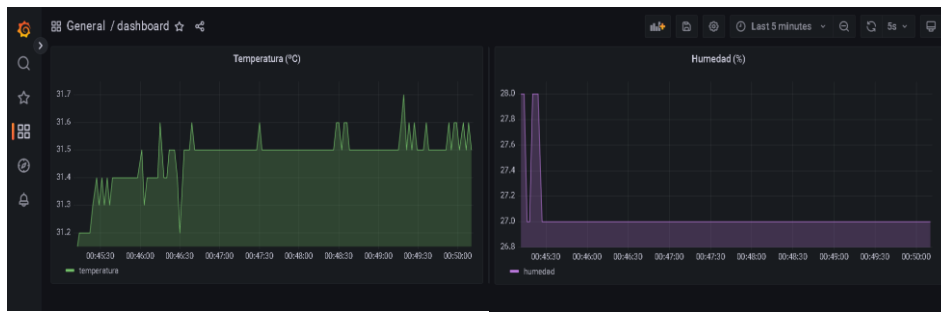 General / dashboard
Last 5 minutes
5s
Temperatura (ºC)
31.7
31.6
31.5
31.4
31.3
31.2
00:45:30 00:46:00 00:46:30 00:47:00 00:47:30 00:48:00 00:48:30 00:49:00 00:49:30 00:50:00
temperatura
Humedad (%)
28.0
27.8
27.6
27.4
27.2
27.0
26.8
00:45:30 00:46:00 00:46:30 00:47:00 00:47:30 00:48:00 00:48:30 00:49:00 00:49:30 00:50:00
humedad